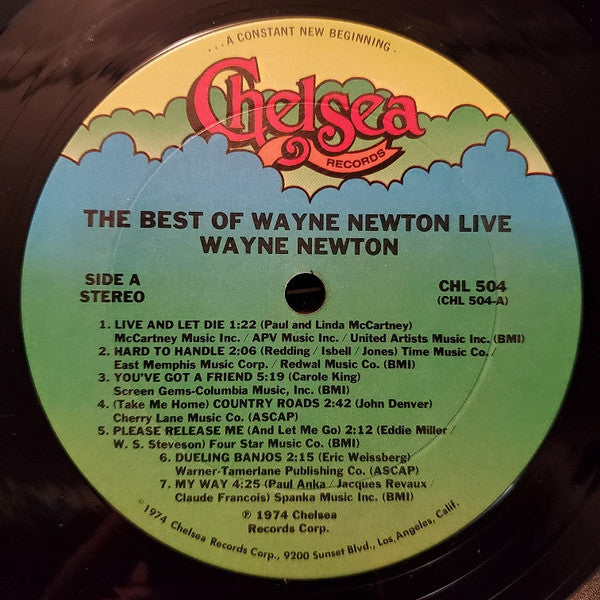 ...A CONSTANT NEW BEGINNING.
Chelsea
RECORDS
THE BEST OF WAYNE NEWTON LIVE
WAYNE NEWTON
SIDE A
STEREO
CHL 504
(CHL 504-A)
1. LIVE AND LET DIE 1:22 (Paul and Linda McCartney)
McCartney Music Inc. / APV Music Inc. / United Artists Music Inc. (BMI)
2. HARD TO HANDLE 2:06 (Redding / Isbell / Jones) Time Music Co. /
East Memphis Music Corp. / Redwal Music Co. (BMI)
3. YOU'VE GOT A FRIEND 5:19 (Carole King)
Screen Gems-Columbia Music, Inc. (BMI)
4. (Take Me Home) COUNTRY ROADS 2:42 (John Denver)
Cherry Lane Music Co. (ASCAP)
5. PLEASE RELEASE ME (And Let Me Go) 2:12 (Eddie Miller /
W. S. Steveson) Four Star Music Co. (BMI)
6. DUELING BANJOS 2:15 (Eric Weissberg)
Warner-Tamerlane Publishing Co. (ASCAP)
7. MY WAY 4:25 (Paul Anka / Jacques Revaux /
Claude Francois) Spanka Music Inc. (BMI)
℗ 1974 Chelsea
Records Corp.
©1974 Chelsea Records Corp., 9200 Sunset Blvd., Los Angeles, Calif.